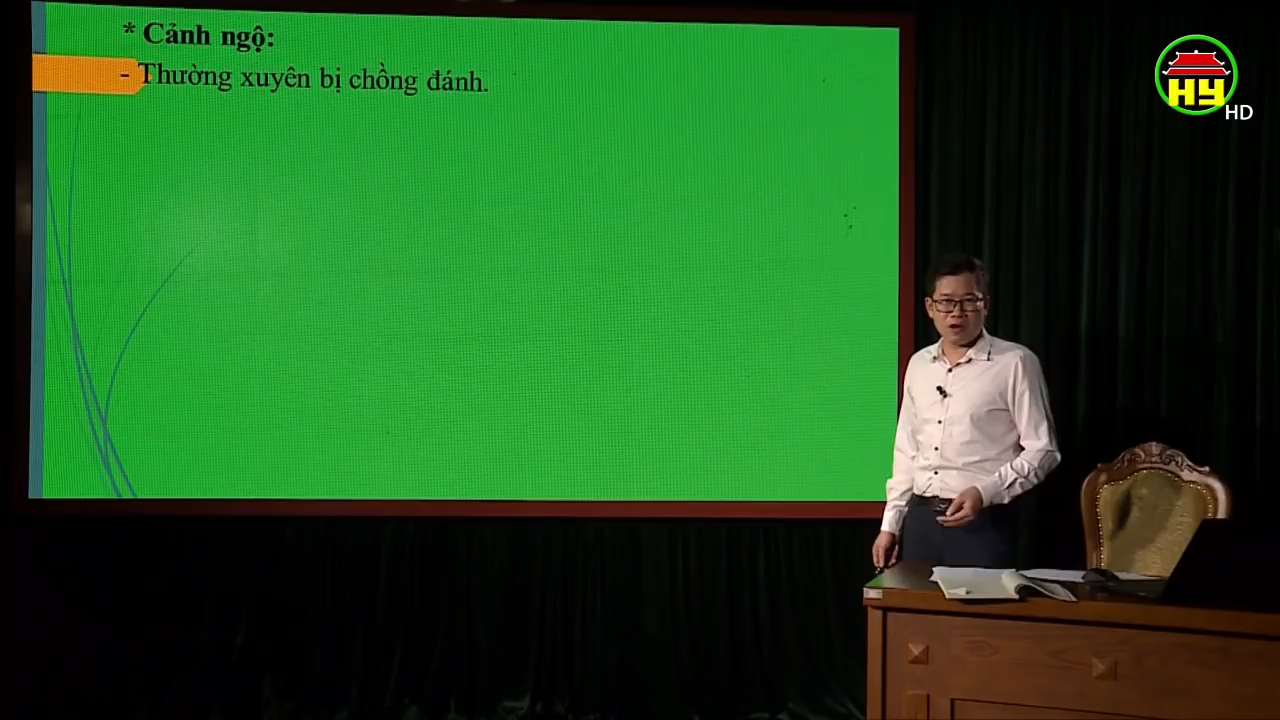 * Cảnh ngộ:
- Thường xuyên bị chồng đánh.
HY
HD